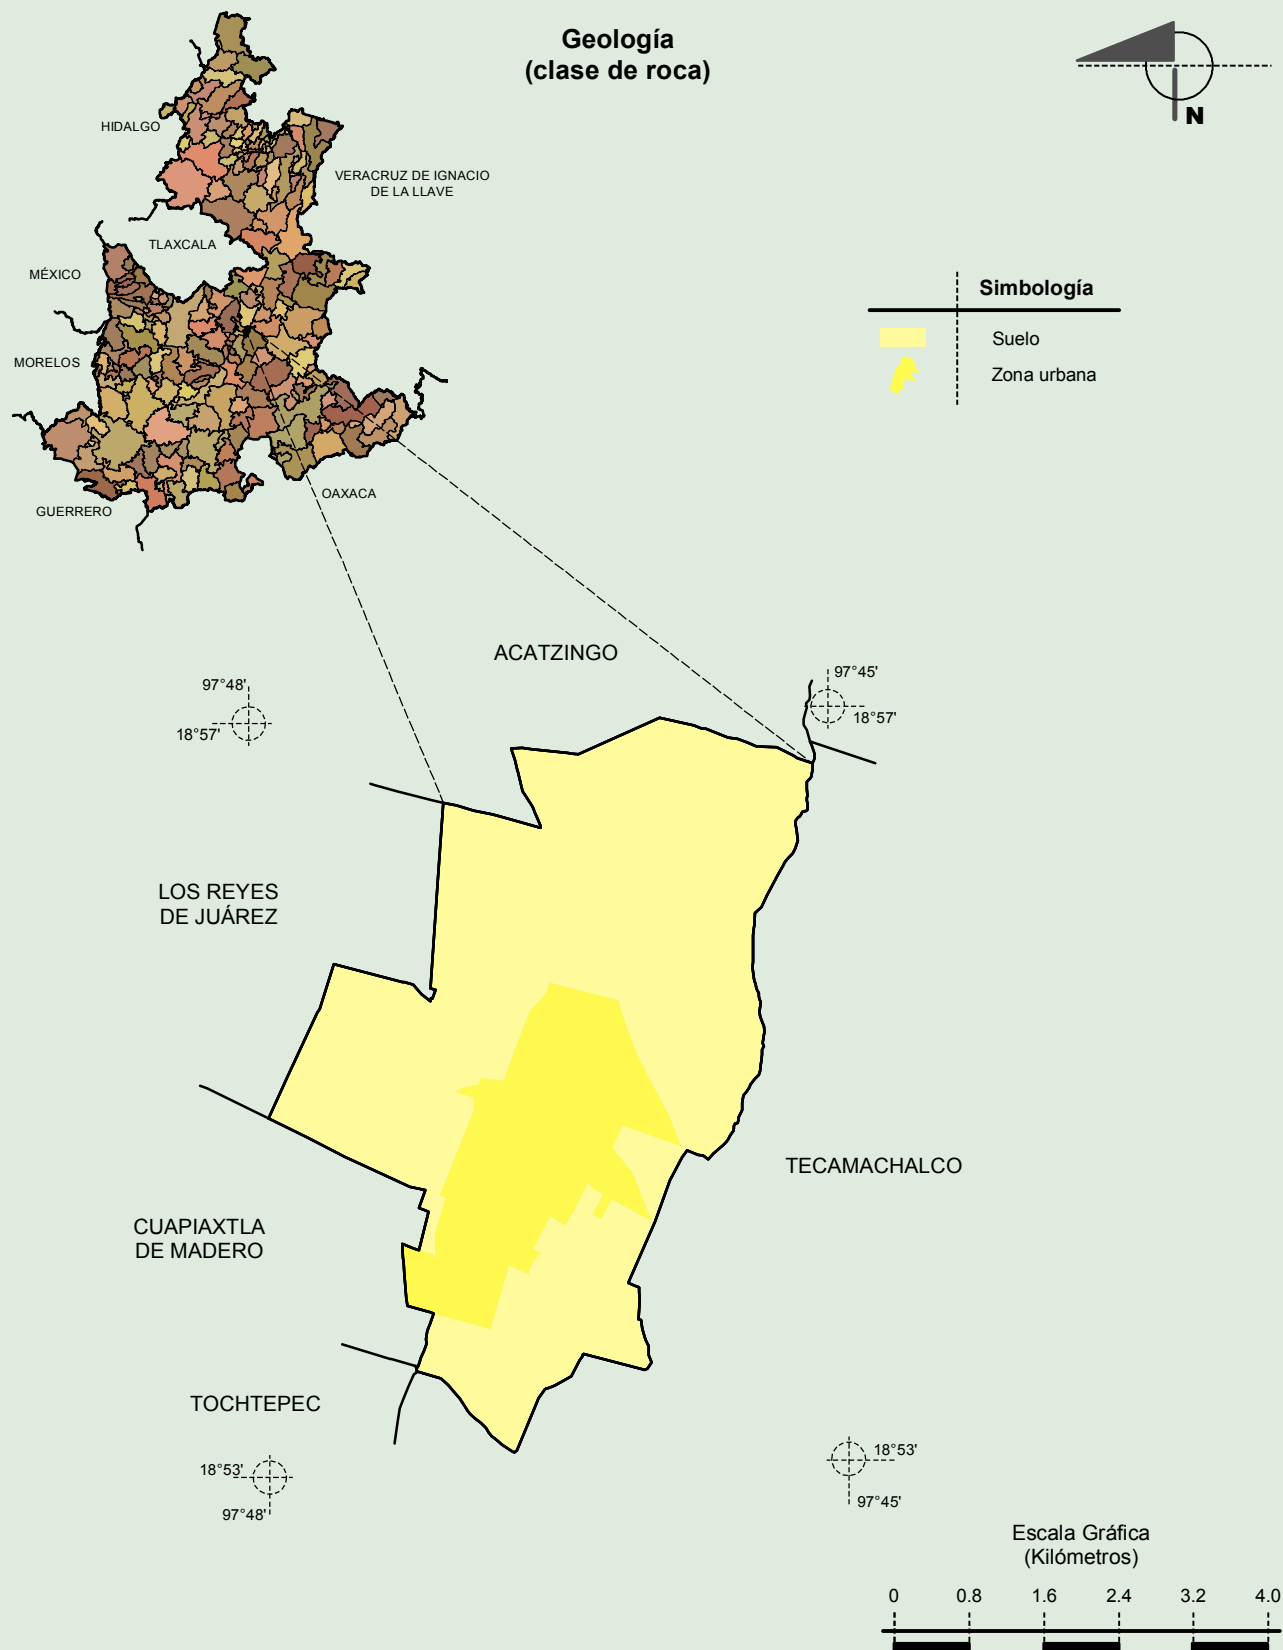 Geología
(clase de roca)
N
HIDALGO
VERACRUZ DE IGNACIO
DE LA LLAVE
TLAXCALA
MÉXICO
MORELOS
GUERRERO
OAXACA
Simbología
Suelo
Zona urbana
ACATZINGO
97°48'
18°57'
97°45'
18°57'
LOS REYES
DE JUÁREZ
TECAMACHALCO
CUAPIAXTLA
DE MADERO
TOCHTEPEC
18°53'
97°48'
18°53'
97°45'
Escala Gráfica
(Kilómetros)
0 0.8 1.6 2.4 3.2 4.0